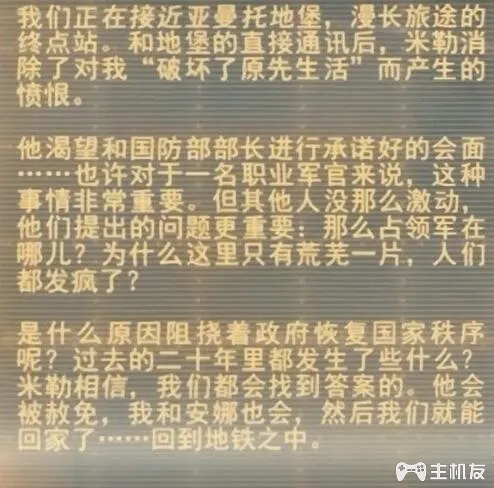 我们正在接近亚曼托地堡，漫长旅途的
终点站。和地堡的直接通讯后，米勒消
除了对我“破坏了原先生活”而产生的
愤恨。
他渴望和国防部部长进行承诺好的会面
……也许对于一名职业军官来说，这种
事情非常重要。但其他人没那么激动，
他们提出的问题更重要：那么占领军在
哪儿？为什么这里只有荒芜一片，人们
都发疯了？
是什么原因阻挠着政府恢复国家秩序
呢？过去的二十年里都发生了些什么？
米勒相信，我们都会找到答案的。他会
被赦免，我和安娜也会，然后我们就能
回家了……回到地铁之中。
主机友